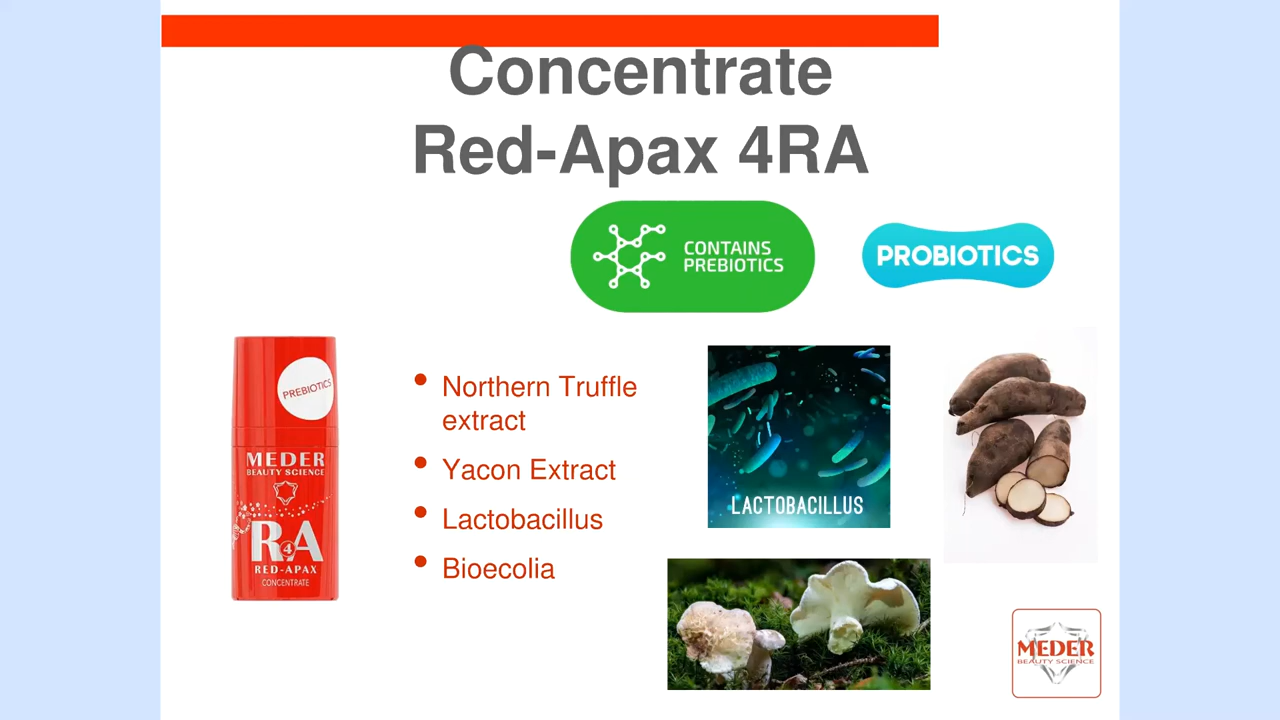 Concentrate
Red-Apax 4RA
CONTAINS
PREBIOTICS
PROBIOTICS
PREBIOTICS
MEDER
BEAUTY SCIENCE
R4A
RED-APAX
CONCENTRATE
• Northern Truffle
extract
• Yacon Extract
• Lactobacillus
• Bioecolia
LACTOBACILLUS
MEDER
BEAUTY SCIENCE